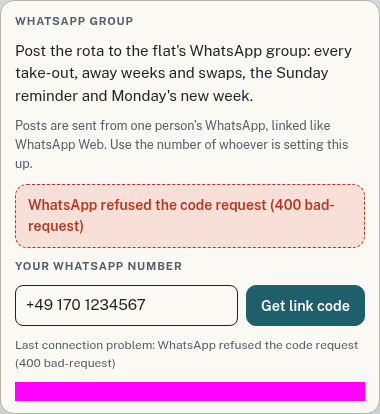 WHATSAPP GROUP
Post the rota to the flat's WhatsApp group: every
take-out, away weeks and swaps, the Sunday
reminder and Monday's new week.
Posts are sent from one person's WhatsApp, linked like
WhatsApp Web. Use the number of whoever is setting this
up.
WhatsApp refused the code request (400 bad-
request)
YOUR WHATSAPP NUMBER
+49 170 1234567
Get link code
Last connection problem: WhatsApp refused the code request
(400 bad-request)